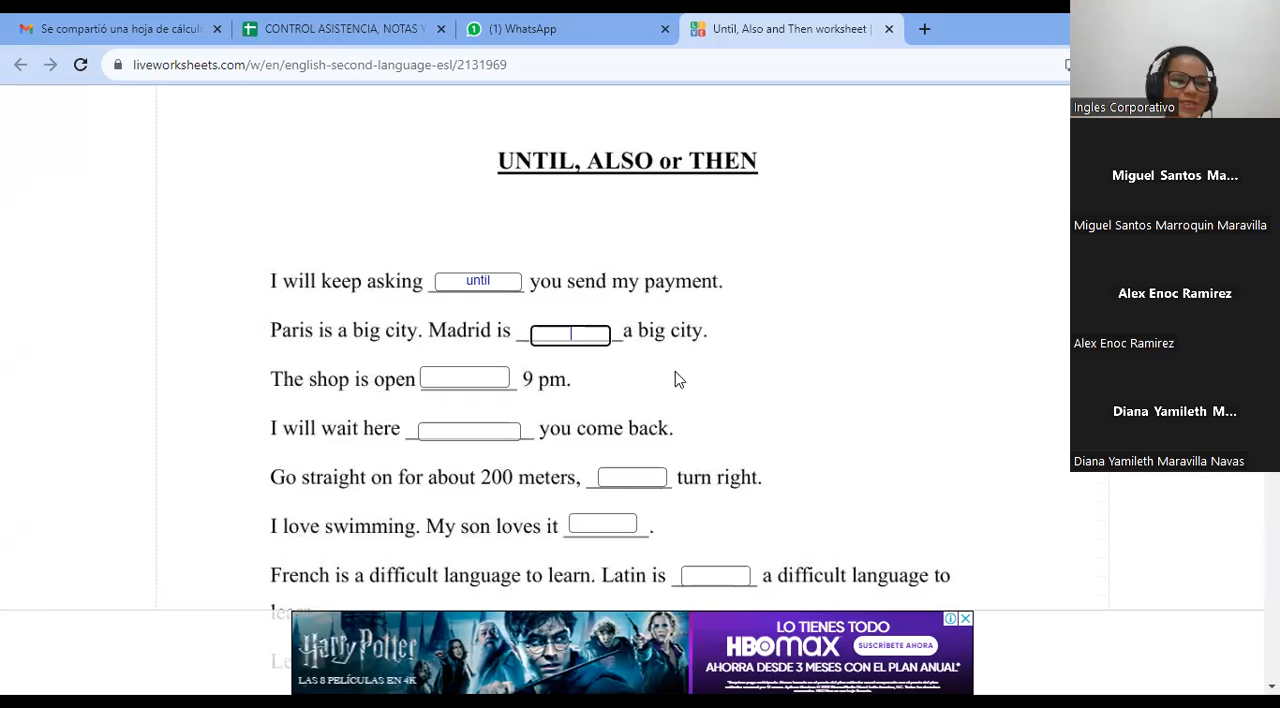 Se compartió una hoja de cálcul
CONTROL ASISTENCIA, NOTAS Y
(1) WhatsApp
Until, Also and Then worksheet |
liveworksheets.com/w/en/english-second-language-esl/2131969
Ingles Corporativo
Miguel Santos Ma...
Miguel Santos Marroquin Maravilla
Alex Enoc Ramirez
Alex Enoc Ramirez
Diana Yamileth M...
Diana Yamileth Maravilla Navas
UNTIL, ALSO or THEN
I will keep asking until you send my payment.
Paris is a big city. Madrid is a big city.
The shop is open 9 pm.
I will wait here you come back.
Go straight on for about 200 meters, turn right.
I love swimming. My son loves it .
French is a difficult language to learn. Latin is a difficult language to
Harry Potter
LAS 8 PELÍCULAS EN 4K
LO TIENES TODO
HBOmax SUSCRÍBETE AHORA
AHORA DESDE 3 MESES CON EL PLAN ANUAL*